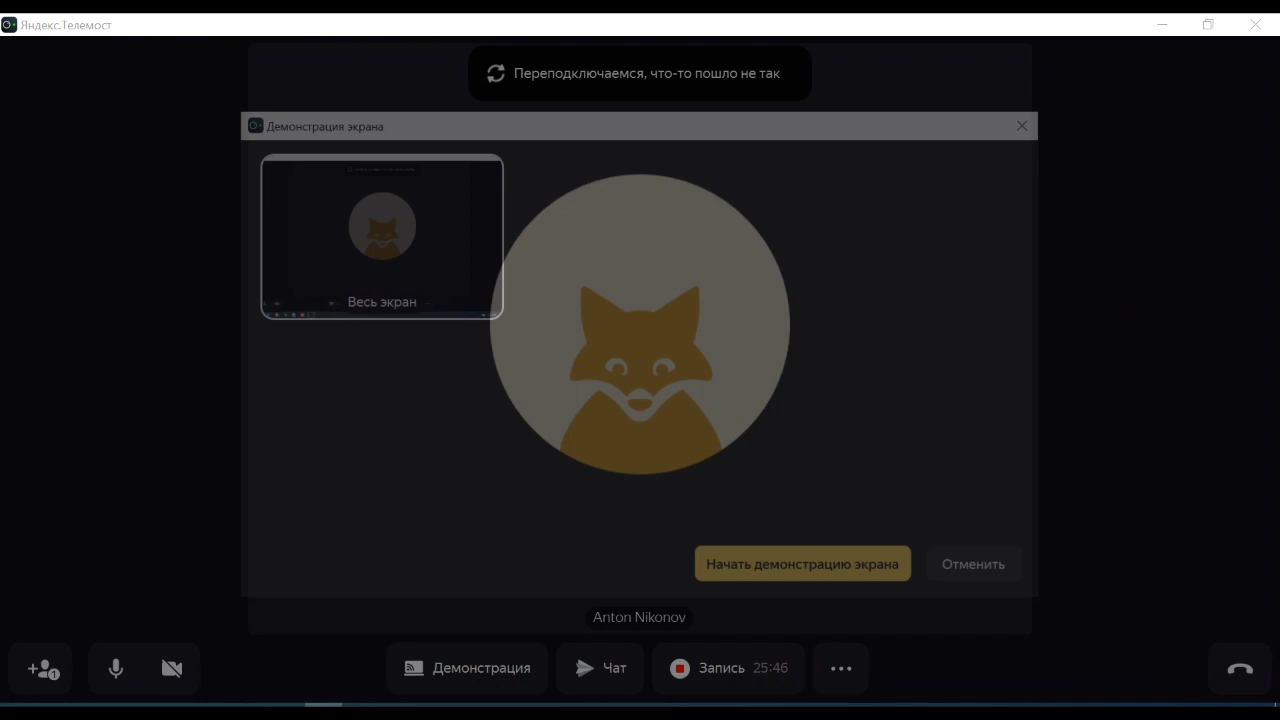 Яндекс.Телемост
Переподключаемся, что-то пошло не так
Демонстрация экрана
Весь экран
Начать демонстрацию экрана
Отменить
Anton Nikonov
1
Демонстрация
Чат
Запись 25:46